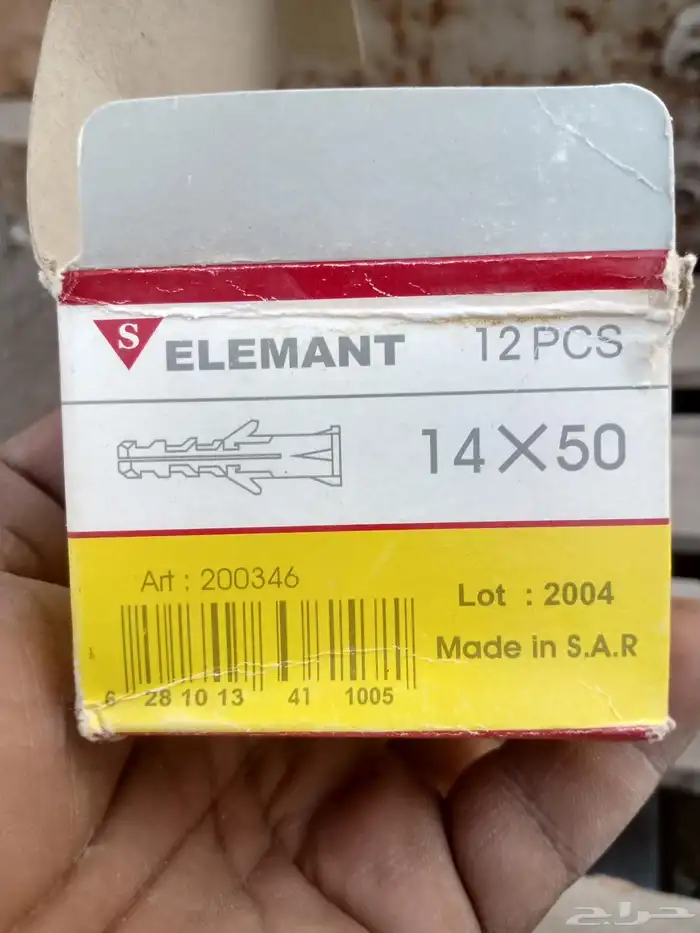 S ELEMANT 12 PCS
14×50
Art : 200346
Lot : 2004
Made in S.A.R
6 28 10 13 41 1005
حراج